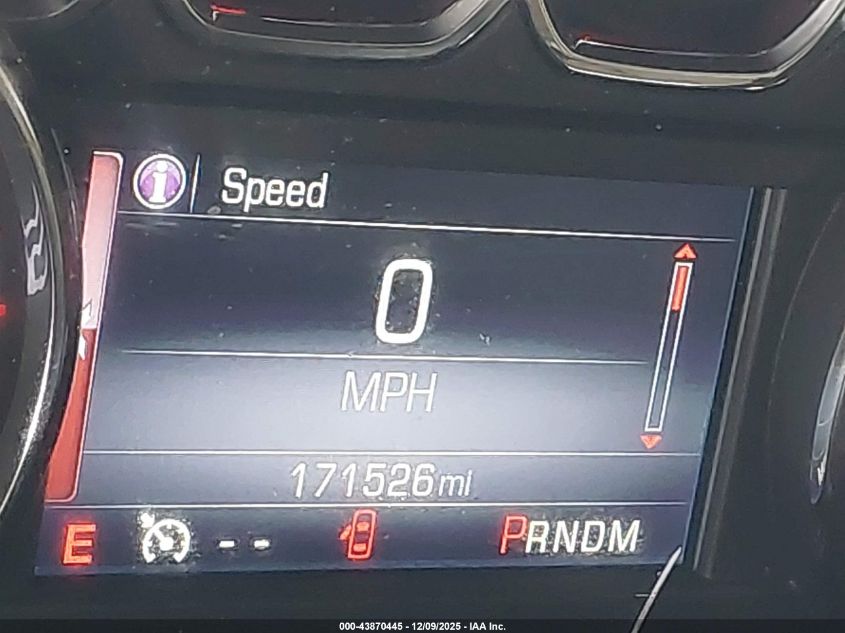 Speed
0
MPH
171526mi
E -- PRNDM
000-43870445 - 12/09/2025 - IAA Inc.